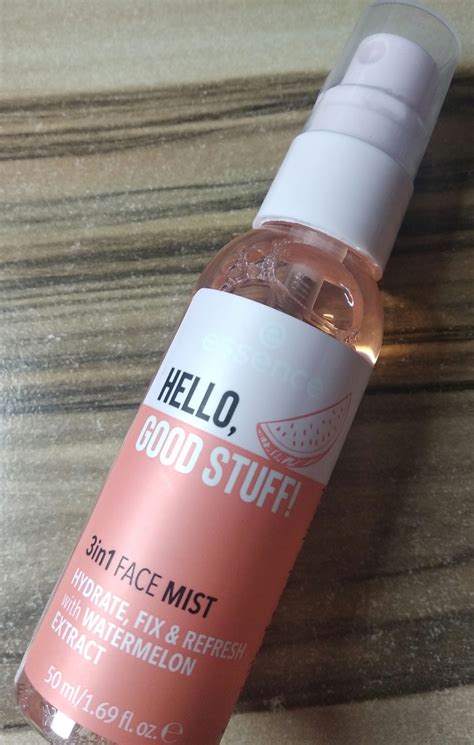 essence
HELLO,
GOOD STUFF!
3in1 FACE MIST
HYDRATE, FIX & REFRESH
with WATERMELON
EXTRACT
50 ml/1.69 fl.oz.℮